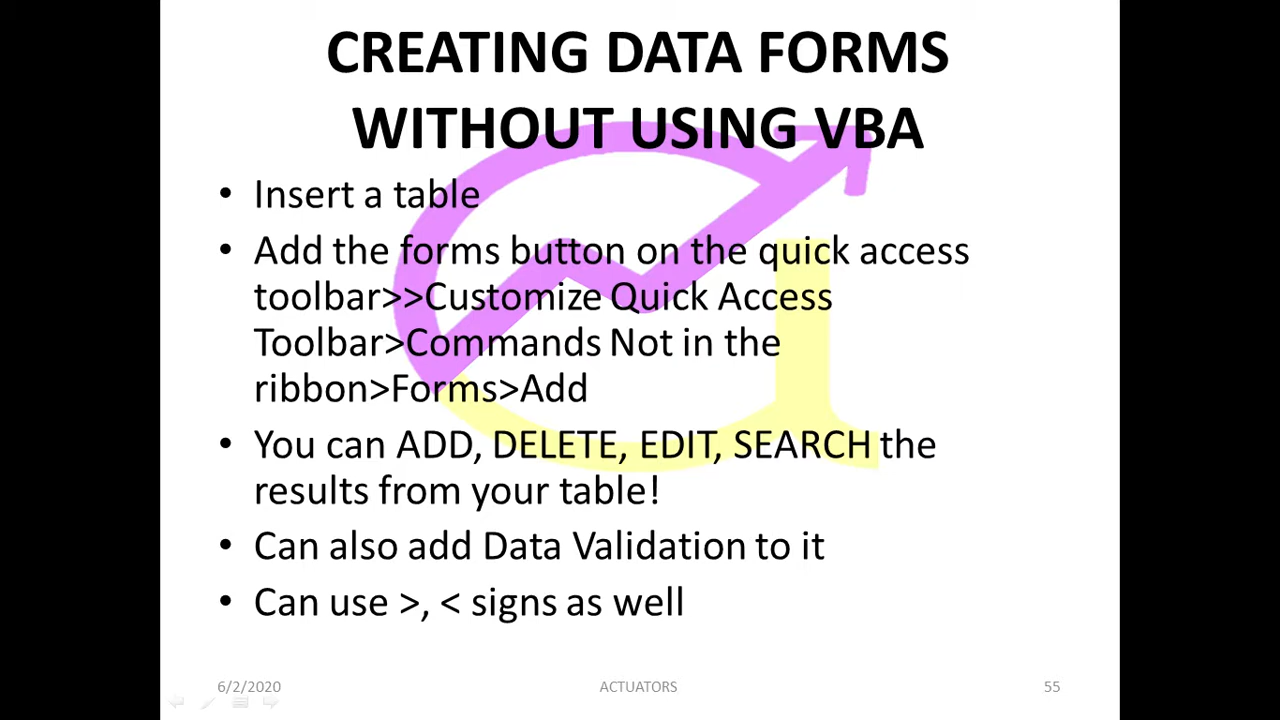 CREATING DATA FORMS
WITHOUT USING VBA
• Insert a table
• Add the forms button on the quick access
toolbar>>Customize Quick Access
Toolbar>Commands Not in the
ribbon>Forms>Add
• You can ADD, DELETE, EDIT, SEARCH the
results from your table!
• Can also add Data Validation to it
• Can use >, < signs as well
6/2/2020 ACTUATORS 55